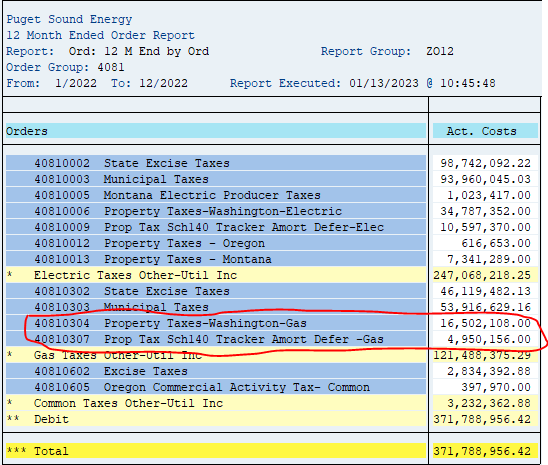 Puget Sound Energy
12 Month Ended Order Report
Report: Ord: 12 M End by Ord Report Group: ZO12
Order Group: 4081
From: 1/2022 To: 12/2022 Report Executed: 01/13/2023 @ 10:45:48
Orders Act. Costs
40810002 State Excise Taxes 98,742,092.22
40810003 Municipal Taxes 93,960,045.03
40810005 Montana Electric Producer Taxes 1,023,417.00
40810006 Property Taxes-Washington-Electric 34,787,352.00
40810009 Prop Tax Sch140 Tracker Amort Defer-Elec 10,597,370.00
40810012 Property Taxes - Oregon 616,653.00
40810013 Property Taxes - Montana 7,341,289.00
* Electric Taxes Other-Util Inc 247,068,218.25
40810302 State Excise Taxes 46,119,482.13
40810303 Municipal Taxes 53,916,629.16
40810304 Property Taxes-Washington-Gas 16,502,108.00
40810307 Prop Tax Sch140 Tracker Amort Defer -Gas 4,950,156.00
* Gas Taxes Other-Util Inc 121,488,375.29
40810602 Excise Taxes 2,834,392.88
40810605 Oregon Commercial Activity Tax- Common 397,970.00
* Common Taxes Other-Util Inc 3,232,362.88
** Debit 371,788,956.42
*** Total 371,788,956.42